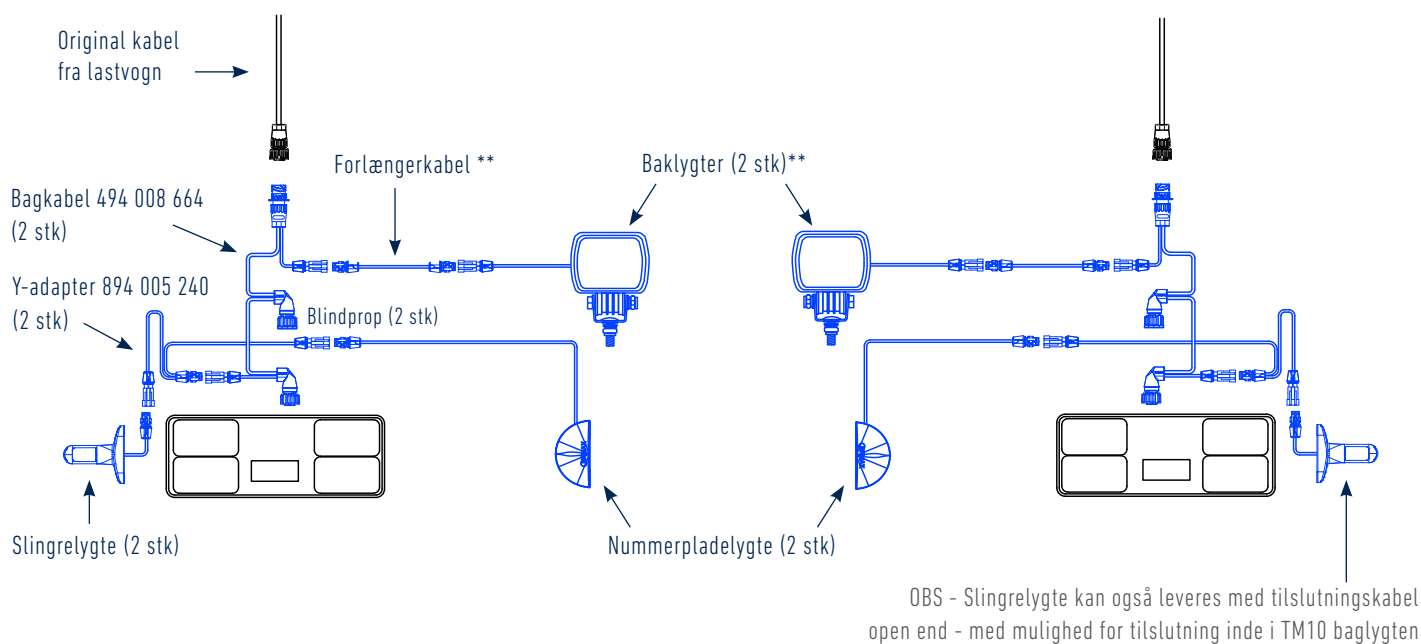 Original kabel
fra lastvogn
Forlængerkabel **
Baklygter (2 stk)**
Bagkabel 494 008 664
(2 stk)
Y-adapter 894 005 240
(2 stk)
Blindprop (2 stk)
Slingrelygte (2 stk)
Nummerpladelygte (2 stk)
OBS - Slingrelygte kan også leveres med tilslutningskabel
open end - med mulighed for tilslutning inde i TM10 baglygten